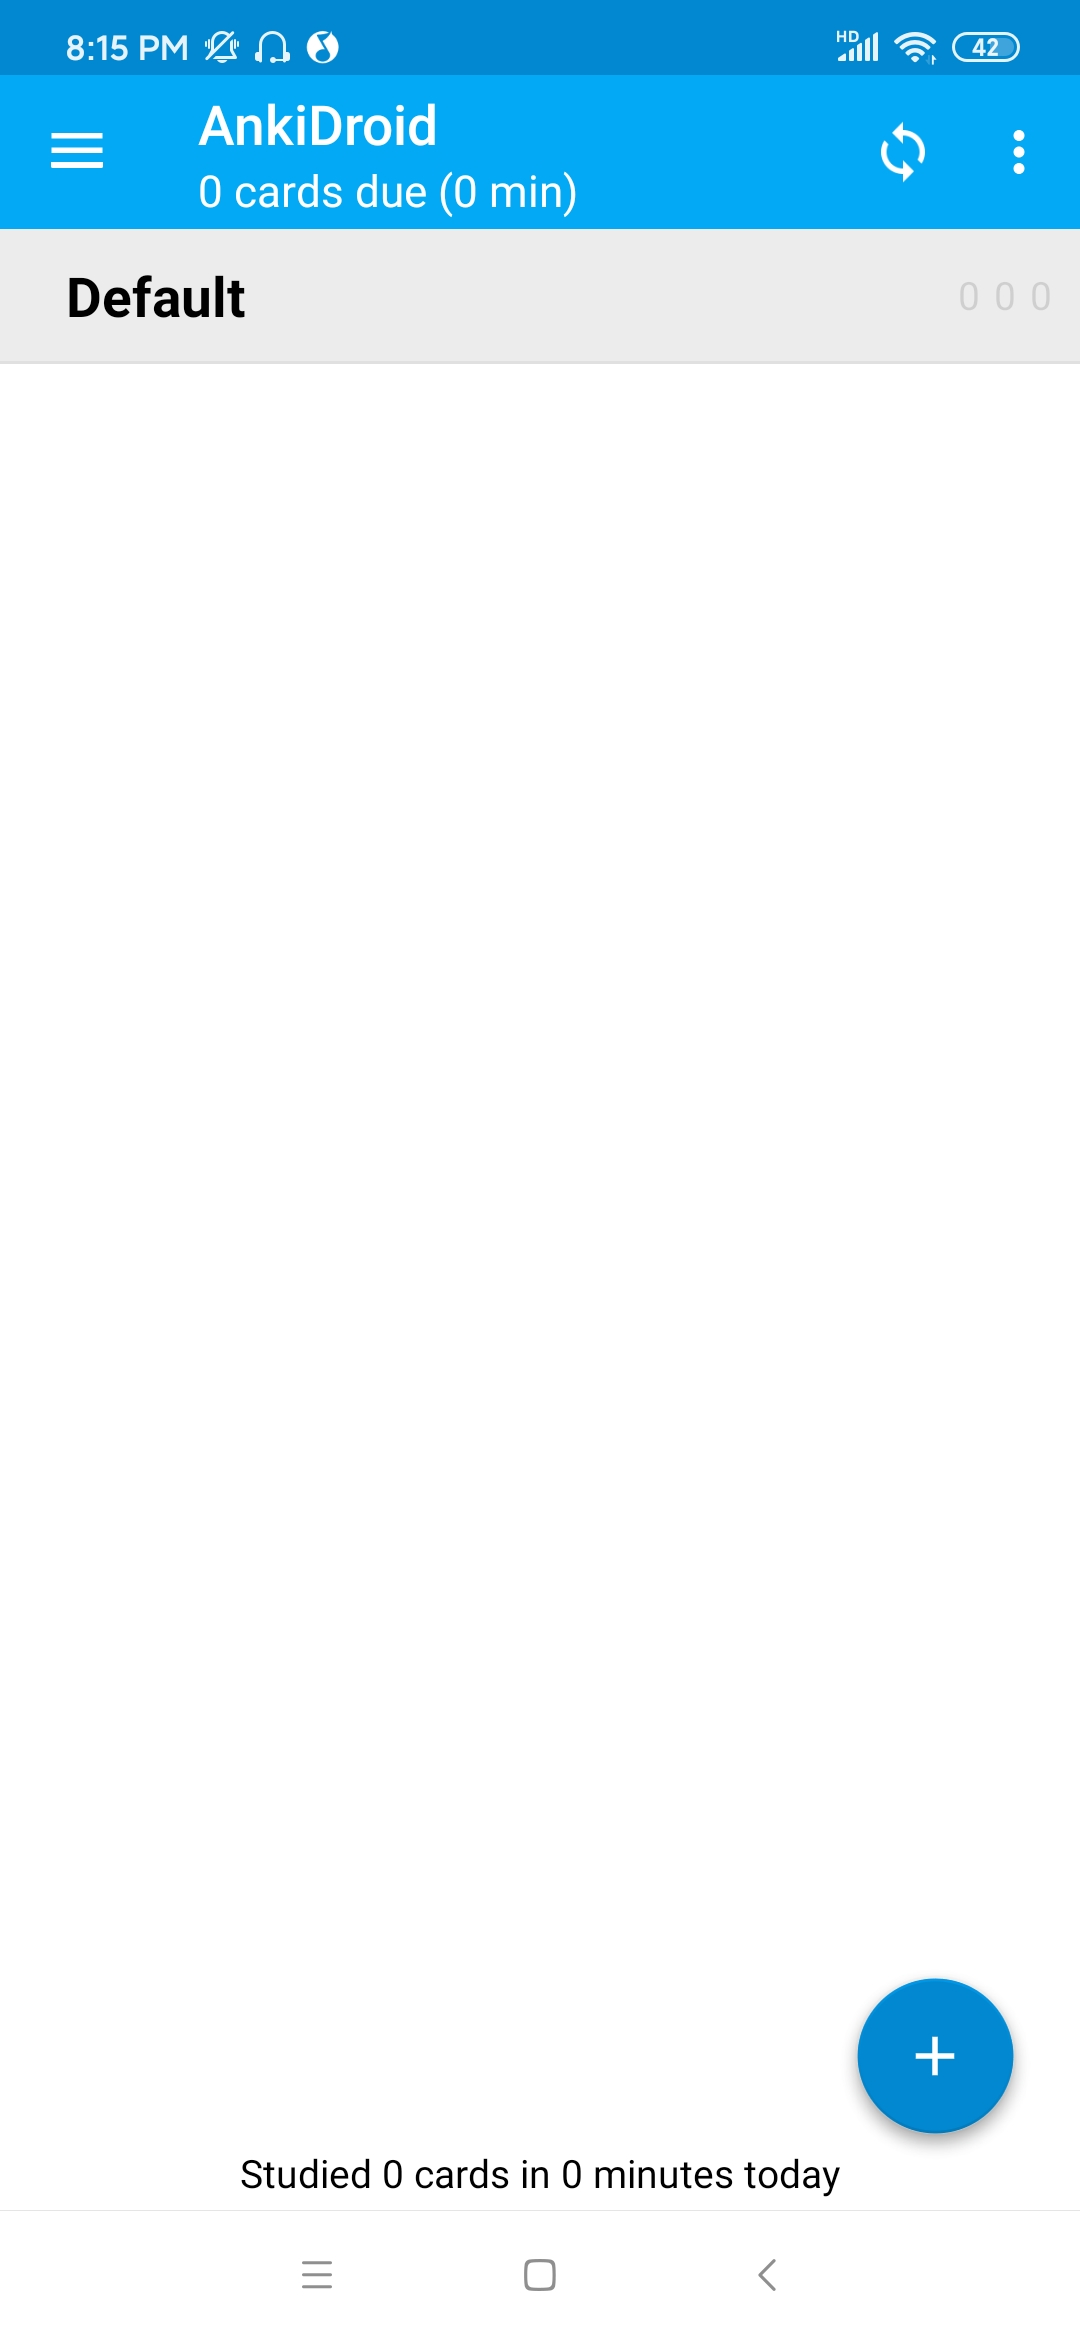 8:15 PM HD 42
AnkiDroid
0 cards due (0 min)
Default 0 0 0
Studied 0 cards in 0 minutes today